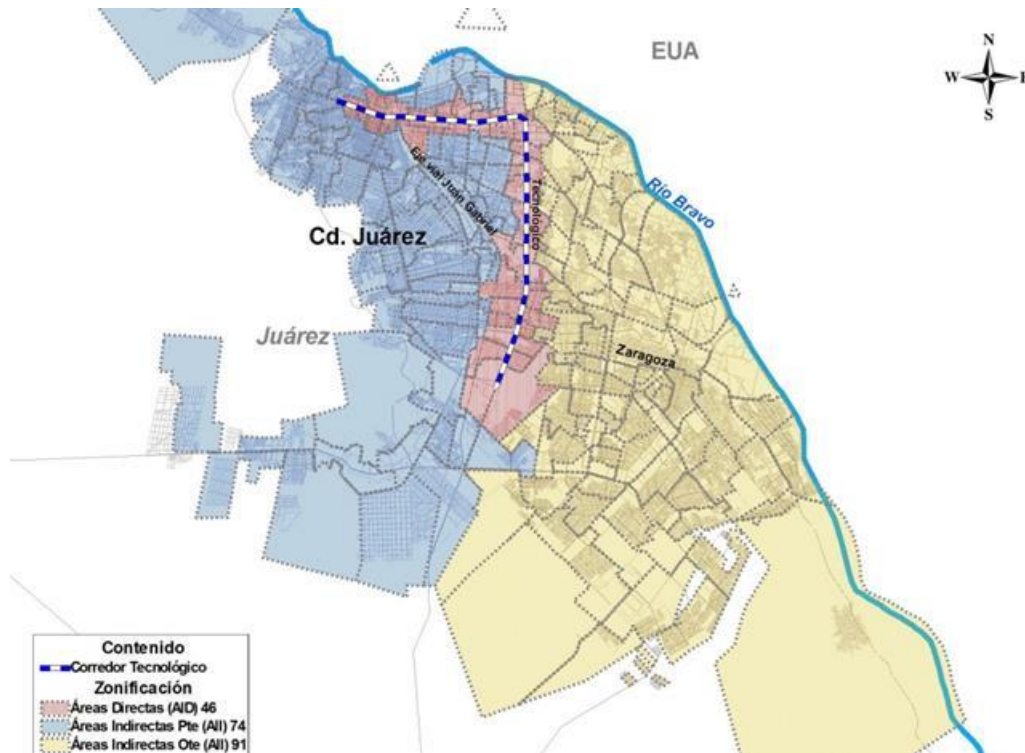 EUA
N
W
E
S
Río Bravo
Eje vial Juan Gabriel
Tecnológico
Cd. Juárez
Juárez
Zaragoza
Contenido
Corredor Tecnológico
Zonificación
Áreas Directas (AID) 46
Áreas Indirectas Pte (AII) 74
Áreas Indirectas Ote (AII) 91